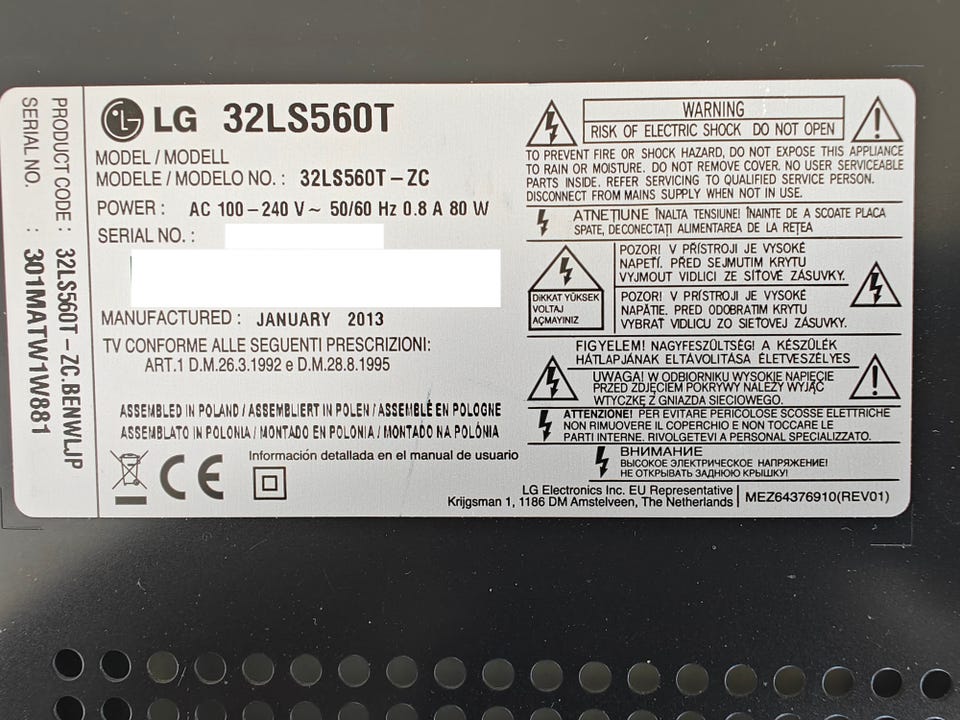 PRODUCT CODE : 32LS560T - ZC.BENWLJP
SERIAL NO. : 301MATW1W881
LG 32LS560T
MODEL / MODELL
MODELE / MODELO NO. : 32LS560T – ZC
POWER : AC 100 – 240 V ~ 50/60 Hz 0.8 A 80 W
SERIAL NO. :
MANUFACTURED : JANUARY 2013
TV CONFORME ALLE SEGUENTI PRESCRIZIONI:
ART.1 D.M.26.3.1992 e D.M.28.8.1995
ASSEMBLED IN POLAND / ASSEMBLIERT IN POLEN / ASSEMBLÉ EN POLOGNE
ASSEMBLATO IN POLONIA / MONTADO EN POLONIA / MONTADO NA POLÓNIA
CE
Información detallada en el manual de usuario
WARNING
RISK OF ELECTRIC SHOCK DO NOT OPEN
TO PREVENT FIRE OR SHOCK HAZARD, DO NOT EXPOSE THIS APPLIANCE
TO RAIN OR MOISTURE. DO NOT REMOVE COVER. NO USER SERVICEABLE
PARTS INSIDE. REFER SERVICING TO QUALIFIED SERVICE PERSON.
DISCONNECT FROM MAINS SUPPLY WHEN NOT IN USE.
ATNEȚIUNE ÎNALTA TENSIUNE! ÎNAINTE DE A SCOATE PLACA
SPATE, DECONECTAȚI ALIMENTAREA DE LA REȚEA
DIKKAT YÜKSEK
VOLTAJ
AÇMAYINIZ
POZOR! V PŘÍSTROJI JE VYSOKÉ
NAPETÍ. PŘED SEJMUTIM KRYTU
VYJMOUT VIDLICI ZE SÍŤOVÉ ZÁSUVKY.
POZOR! V PRÍSTROJI JE VYSOKÉ
NAPÄTIE. PRED ODOBRATIM KRYTU
VYBRAŤ VIDLICU ZO SIEŤOVEJ ZÁSUVKY.
FIGYELEM! NAGYFESZÜLTSÉG! A KÉSZÜLÉK
HÁTLAPJÁNAK ELTÁVOLÍTÁSA ÉLETVESZÉLYES
UWAGA! W ODBIORNIKU WYSOKIE NAPIĘCIE
PRZED ZDJĘCIEM POKRYWY NALEŻY WYJĄĆ
WTYCZKĘ Z GNIAZDA SIECIOWEGO.
ATTENZIONE! PER EVITARE PERICOLOSE SCOSSE ELETTRICHE
NON RIMUOVERE IL COPERCHIO E NON TOCCARE LE
PARTI INTERNE. RIVOLGETEVI A PERSONAL SPECIALIZZATO.
ВНИМАНИЕ
ВЫСОКОЕ ЭЛЕКТРИЧЕСКОЕ НАПРЯЖЕНИЕ!
НЕ ОТКРЫВАТЬ ЗАДНЮЮ КРЫШКУ!
LG Electronics Inc. EU Representative
Krijgsman 1, 1186 DM Amstelveen, The Netherlands
MEZ64376910(REV01)